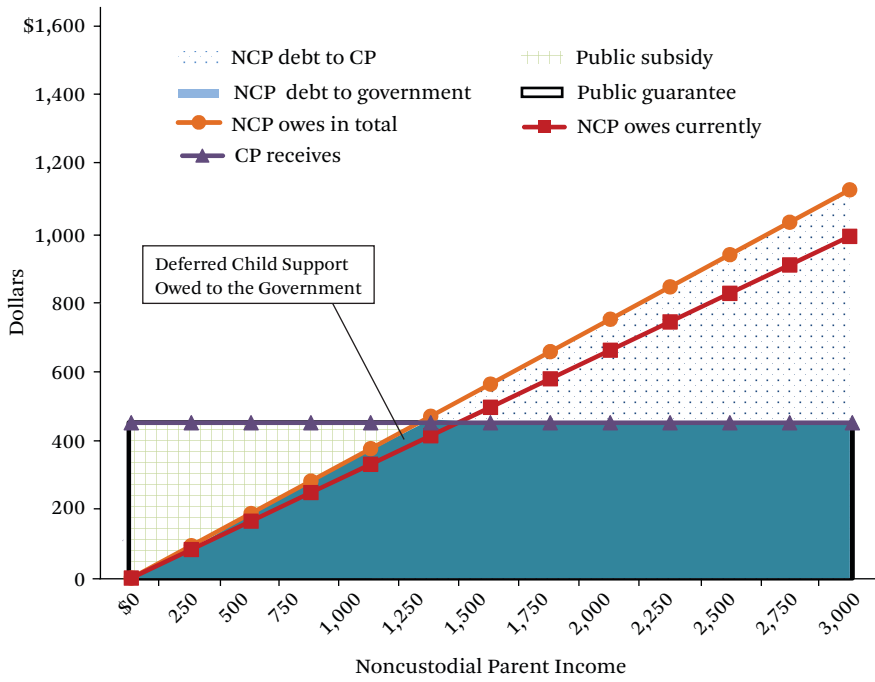 $1,600
1,400
1,200
1,000
800
600
400
200
0
Dollars
NCP debt to CP
NCP debt to government
NCP owes in total
CP receives
Public subsidy
Public guarantee
NCP owes currently
Deferred Child Support
Owed to the Government
$0
250
500
750
1,000
1,250
1,500
1,750
2,000
2,250
2,500
2,750
3,000
Noncustodial Parent Income